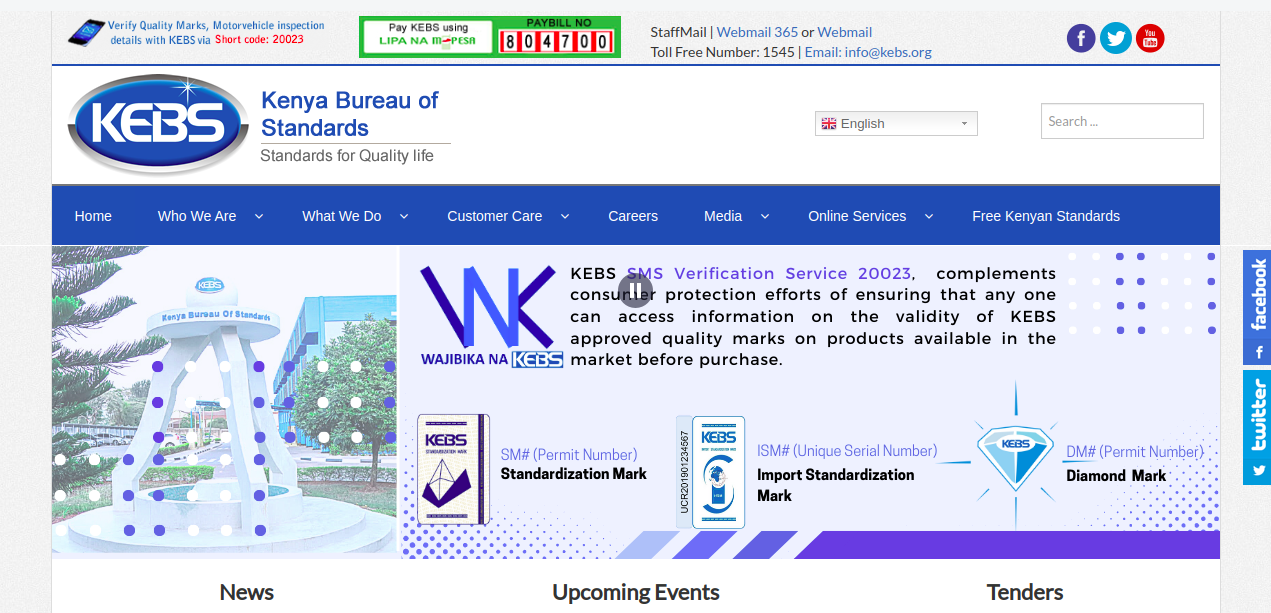 Verify Quality Marks, Motorvehicle inspection
details with KEBS via Short code: 20023
Pay KEBS using
LIPA NA M-PESA
PAYBILL NO
804700
StaffMail | Webmail 365 or Webmail
Toll Free Number: 1545 | Email: info@kebs.org
You
Tube
KEBS
Kenya Bureau of
Standards
Standards for Quality life
English
Search ...
Home
Who We Are
What We Do
Customer Care
Careers
Media
Online Services
Free Kenyan Standards
KEBS
Kenya Bureau Of Standards
WK
WAJIBIKA NA KEBS
KEBS SMS Verification Service 20023, complements
consumer protection efforts of ensuring that any one
can access information on the validity of KEBS
approved quality marks on products available in the
market before purchase.
KEBS
STANDARDIZATION MARK
SM# (Permit Number)
Standardization Mark
UCR201901234567
KEBS
ISM# (Unique Serial Number)
Import Standardization
Mark
KEBS
DM# (Permit Number)
Diamond Mark
facebook
twitter
News
Upcoming Events
Tenders